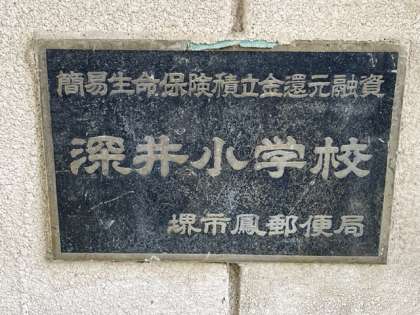 簡易生命保険積立金還元融資
深井小学校
堺市鳳郵便局